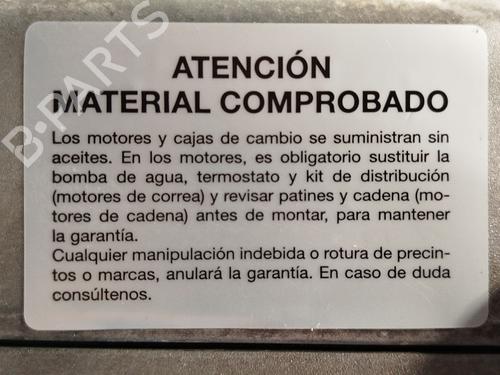 B-PARTS
ATENCIÓN
MATERIAL COMPROBADO
Los motores y cajas de cambio se suministran sin
aceites. En los motores, es obligatorio sustituir la
bomba de agua, termostato y kit de distribución
(motores de correa) y revisar patines y cadena (mo-
tores de cadena) antes de montar, para mantener
la garantía.
Cualquier manipulación indebida o rotura de precin-
tos o marcas, anulará la garantía. En caso de duda
consúltenos.